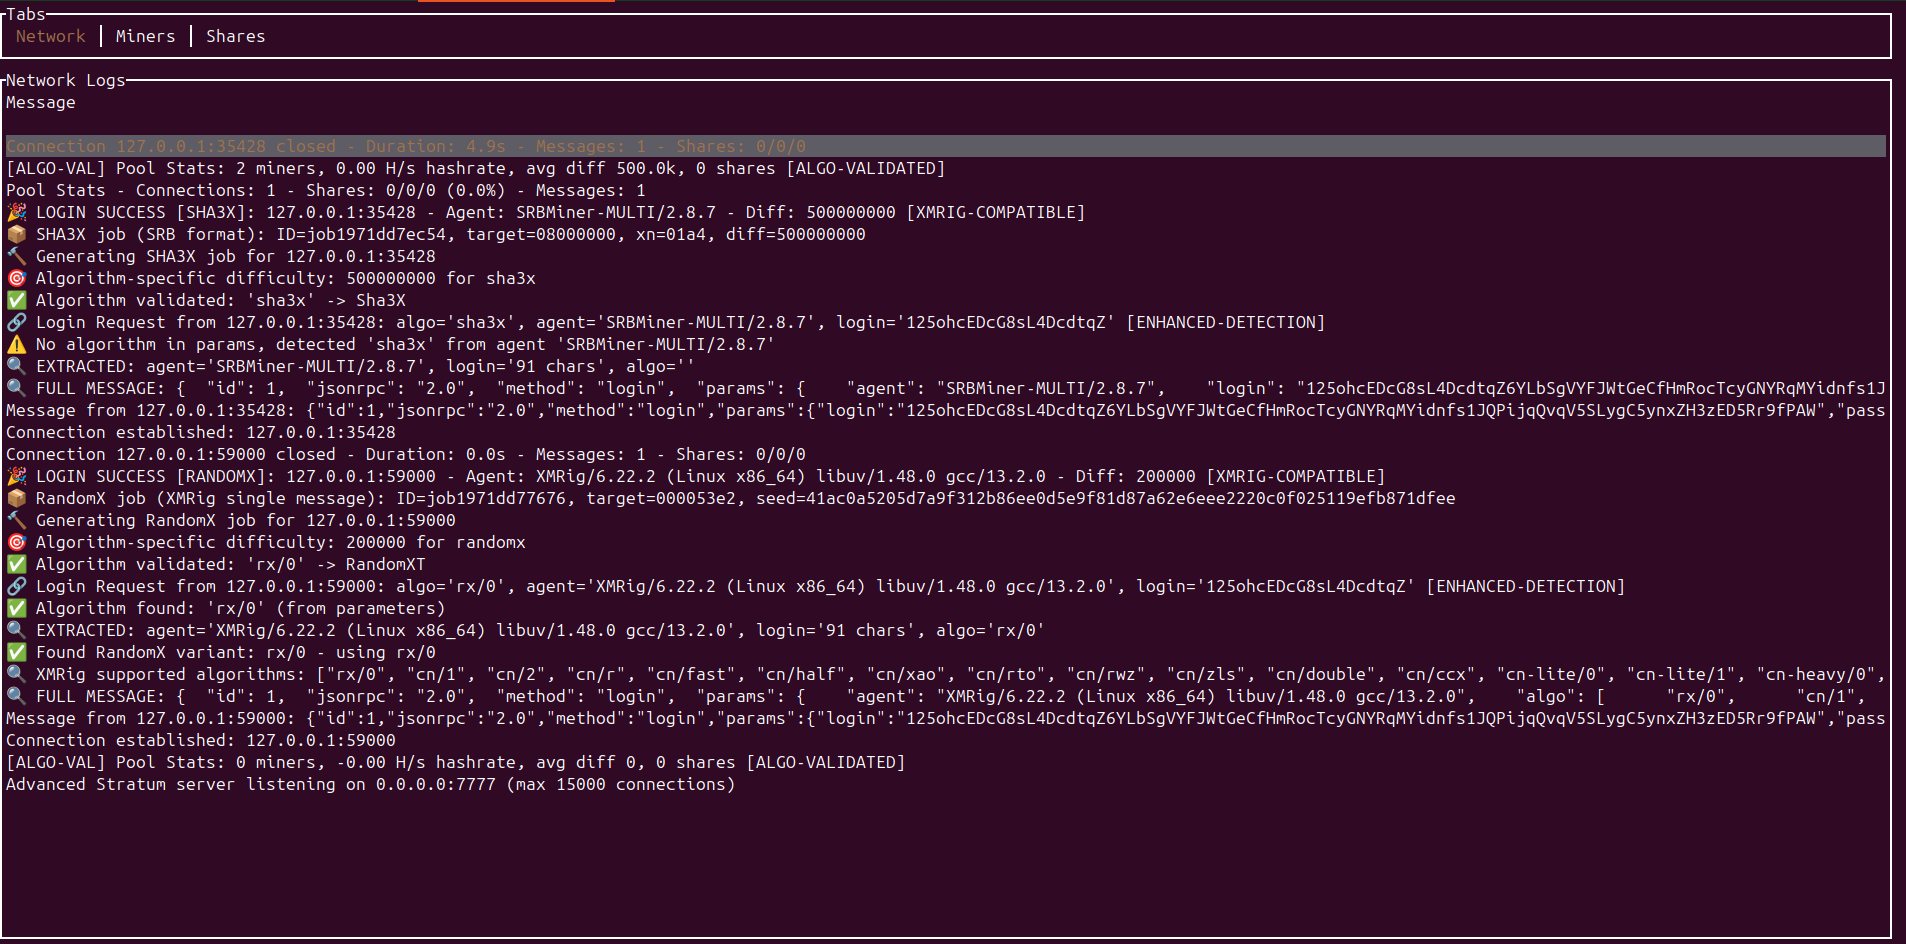 Tabs
Network | Miners | Shares
Network Logs
Message
Connection 127.0.0.1:35428 closed - Duration: 4.9s - Messages: 1 - Shares: 0/0/0
[ALGO-VAL] Pool Stats: 2 miners, 0.00 H/s hashrate, avg diff 500.0k, 0 shares [ALGO-VALIDATED]
Pool Stats - Connections: 1 - Shares: 0/0/0 (0.0%) - Messages: 1
🎉 LOGIN SUCCESS [SHA3X]: 127.0.0.1:35428 - Agent: SRBMiner-MULTI/2.8.7 - Diff: 500000000 [XMRIG-COMPATIBLE]
📦 SHA3X job (SRB format): ID=job1971dd7ec54, target=08000000, xn=01a4, diff=500000000
🔨 Generating SHA3X job for 127.0.0.1:35428
🎯 Algorithm-specific difficulty: 500000000 for sha3x
✅ Algorithm validated: 'sha3x' -> Sha3X
🔗 Login Request from 127.0.0.1:35428: algo='sha3x', agent='SRBMiner-MULTI/2.8.7', login='125ohcEDcG8sL4DcdtqZ' [ENHANCED-DETECTION]
⚠️ No algorithm in params, detected 'sha3x' from agent 'SRBMiner-MULTI/2.8.7'
🔍 EXTRACTED: agent='SRBMiner-MULTI/2.8.7', login='91 chars', algo=''
🔍 FULL MESSAGE: {  "id": 1,  "jsonrpc": "2.0",  "method": "login",  "params": {    "agent": "SRBMiner-MULTI/2.8.7",    "login": "125ohcEDcG8sL4DcdtqZ6YLbSgVYFJWtGeCfHmRocTcyGNYRqMYidnfs1J
Message from 127.0.0.1:35428: {"id":1,"jsonrpc":"2.0","method":"login","params":{"login":"125ohcEDcG8sL4DcdtqZ6YLbSgVYFJWtGeCfHmRocTcyGNYRqMYidnfs1JQPijqQvqV5SLygC5ynxZH3zED5Rr9fPAW","pass
Connection established: 127.0.0.1:35428
Connection 127.0.0.1:59000 closed - Duration: 0.0s - Messages: 1 - Shares: 0/0/0
🎉 LOGIN SUCCESS [RANDOMX]: 127.0.0.1:59000 - Agent: XMRig/6.22.2 (Linux x86_64) libuv/1.48.0 gcc/13.2.0 - Diff: 200000 [XMRIG-COMPATIBLE]
📦 RandomX job (XMRig single message): ID=job1971dd77676, target=000053e2, seed=41ac0a5205d7a9f312b86ee0d5e9f81d87a62e6eee2220c0f025119efb871dfee
🔨 Generating RandomX job for 127.0.0.1:59000
🎯 Algorithm-specific difficulty: 200000 for randomx
✅ Algorithm validated: 'rx/0' -> RandomXT
🔗 Login Request from 127.0.0.1:59000: algo='rx/0', agent='XMRig/6.22.2 (Linux x86_64) libuv/1.48.0 gcc/13.2.0', login='125ohcEDcG8sL4DcdtqZ' [ENHANCED-DETECTION]
✅ Algorithm found: 'rx/0' (from parameters)
🔍 EXTRACTED: agent='XMRig/6.22.2 (Linux x86_64) libuv/1.48.0 gcc/13.2.0', login='91 chars', algo='rx/0'
✅ Found RandomX variant: rx/0 - using rx/0
🔍 XMRig supported algorithms: ["rx/0", "cn/1", "cn/2", "cn/r", "cn/fast", "cn/half", "cn/xao", "cn/rto", "cn/rwz", "cn/zls", "cn/double", "cn/ccx", "cn-lite/0", "cn-lite/1", "cn-heavy/0",
🔍 FULL MESSAGE: {  "id": 1,  "jsonrpc": "2.0",  "method": "login",  "params": {    "agent": "XMRig/6.22.2 (Linux x86_64) libuv/1.48.0 gcc/13.2.0",    "algo": [      "rx/0",      "cn/1",
Message from 127.0.0.1:59000: {"id":1,"jsonrpc":"2.0","method":"login","params":{"login":"125ohcEDcG8sL4DcdtqZ6YLbSgVYFJWtGeCfHmRocTcyGNYRqMYidnfs1JQPijqQvqV5SLygC5ynxZH3zED5Rr9fPAW","pass
Connection established: 127.0.0.1:59000
[ALGO-VAL] Pool Stats: 0 miners, -0.00 H/s hashrate, avg diff 0, 0 shares [ALGO-VALIDATED]
Advanced Stratum server listening on 0.0.0.0:7777 (max 15000 connections)